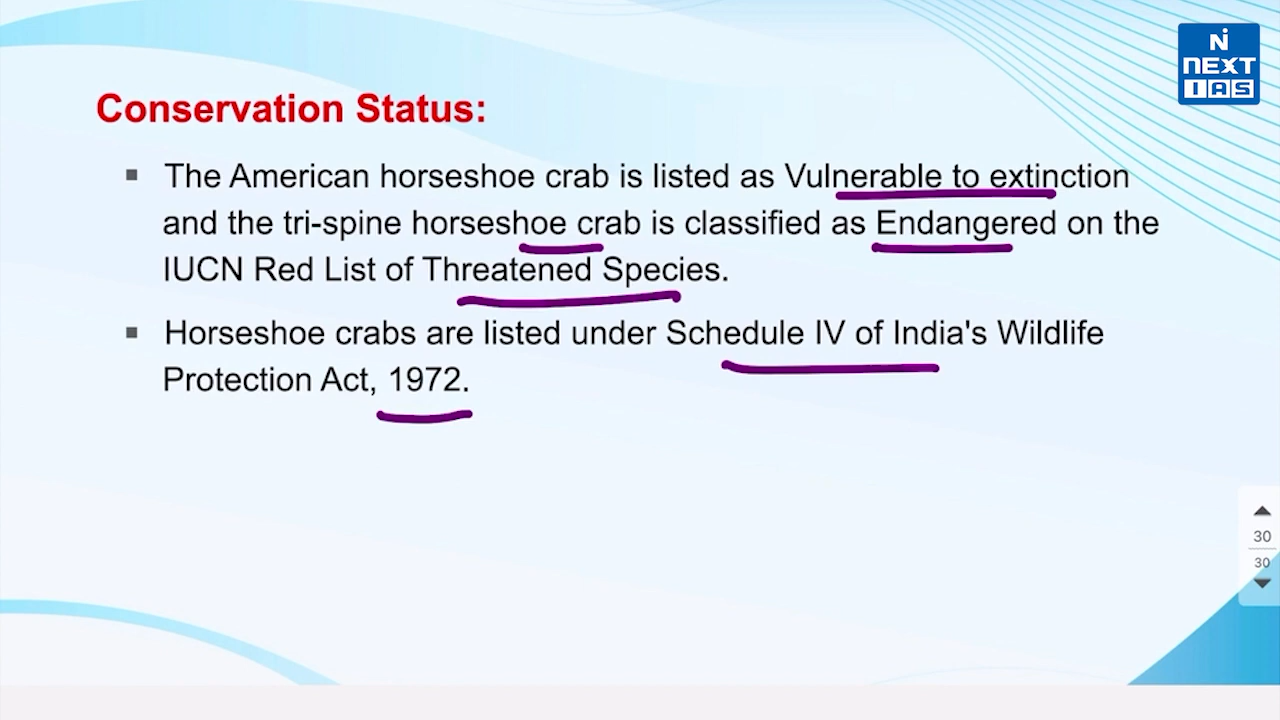 NEXT
IAS
Conservation Status:
▪ The American horseshoe crab is listed as Vulnerable to extinction
and the tri-spine horseshoe crab is classified as Endangered on the
IUCN Red List of Threatened Species.
▪ Horseshoe crabs are listed under Schedule IV of India's Wildlife
Protection Act, 1972.
30
30